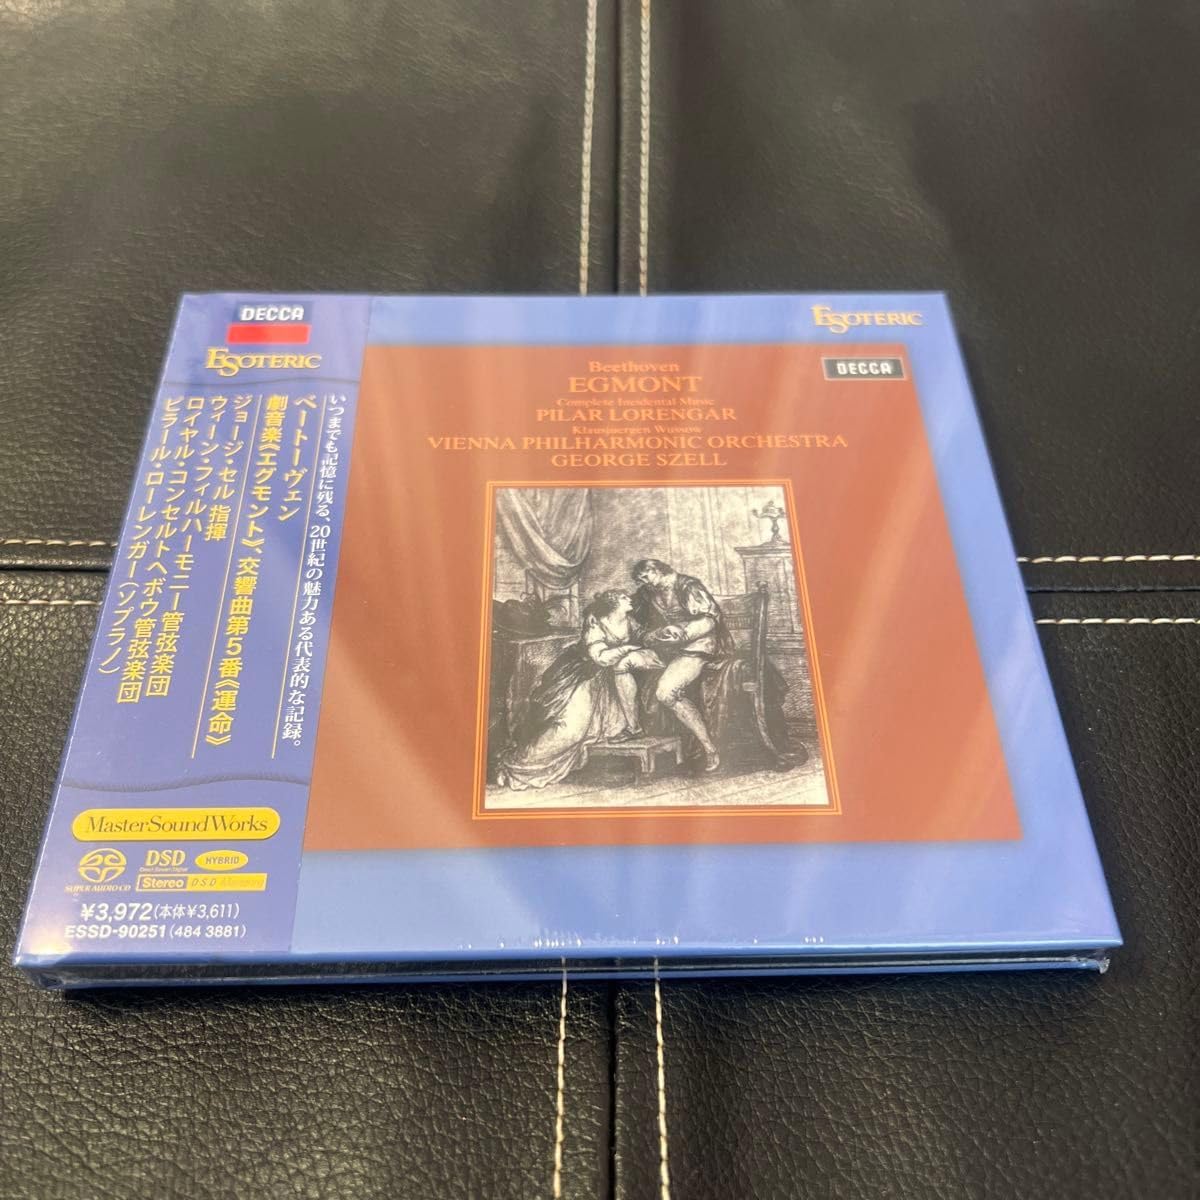 DECCA
ESOTERIC
いつまでも記憶に残る、20世紀の魅力ある代表的な記録。
ベートーヴェン
劇音楽《エグモント》、交響曲第5番《運命》
ジョージ・セル 指揮
ウィーン・フィルハーモニー管弦楽団
ロイヤル・コンセルトヘボウ管弦楽団
ピラール・ローレンガー(ソプラノ)
MasterSoundWorks
SUPER AUDIO CD
DSD
Direct Stream Digital
HYBRID
Stereo DSD Mastering
¥3,972(本体¥3,611)
ESSD-90251(484 3881)
ESOTERIC
DECCA
Beethoven
EGMONT
Complete Incidental Music
PILAR LORENGAR
Klausjuergen Wussow
VIENNA PHILHARMONIC ORCHESTRA
GEORGE SZELL